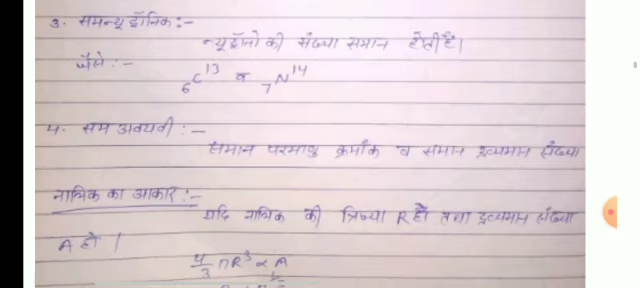 3. समन्यूट्रॉनिक:-
न्यूट्रॉनो की संख्या समान होती है।
जैसे:- ₆C¹³ व ₇N¹⁴
4. सम अवयवी:-
समान परमाणु क्रमांक व समान द्रव्यमान संख्या
नाभिक का आकार:-
यदि नाभिक की त्रिज्या R हो तथा द्रव्यमान संख्या
A हो।
4/3 πR³ ∝ A